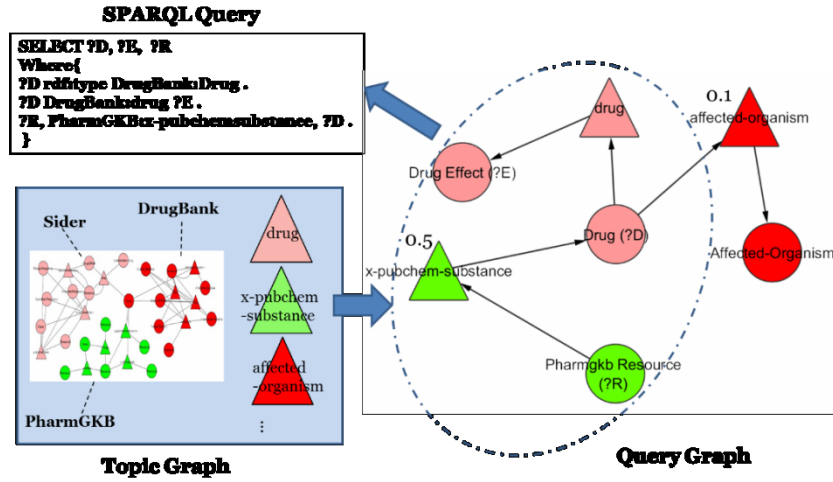 SPARQL Query
SELECT ?D, ?E, ?R
Where{
?D rdf:type DrugBank:Drug .
?D DrugBank:drug ?E .
?R, PharmGKB:x-pubchemsubstance, ?D .
}
Sider
DrugBank
PharmGKB
drug
x-pubchem
-substance
affected
-organism
⋮
Topic Graph
drug
0.1
affected-organism
Drug Effect (?E)
Drug (?D)
0.5
x-pubchem-substance
Affected-Organism
Pharmgkb Resource
(?R)
Query Graph